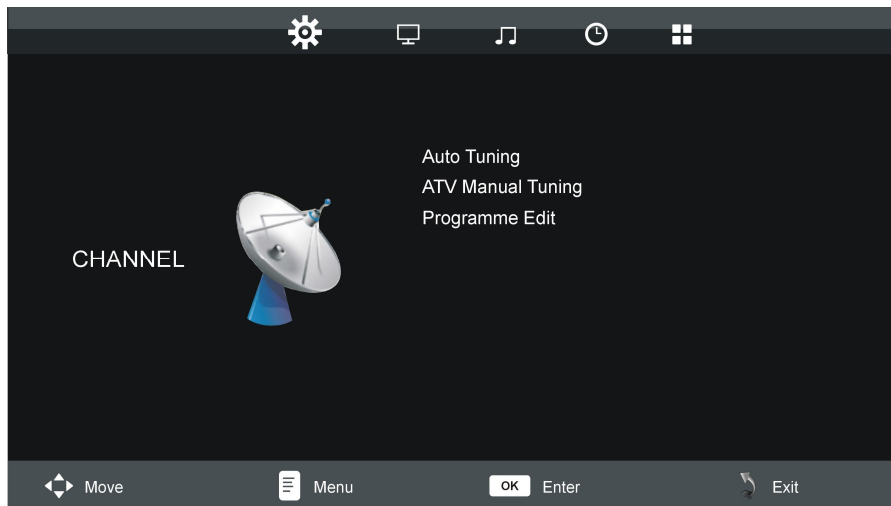 Auto Tuning
ATV Manual Tuning
Programme Edit
CHANNEL
Move
Menu
OK Enter
Exit